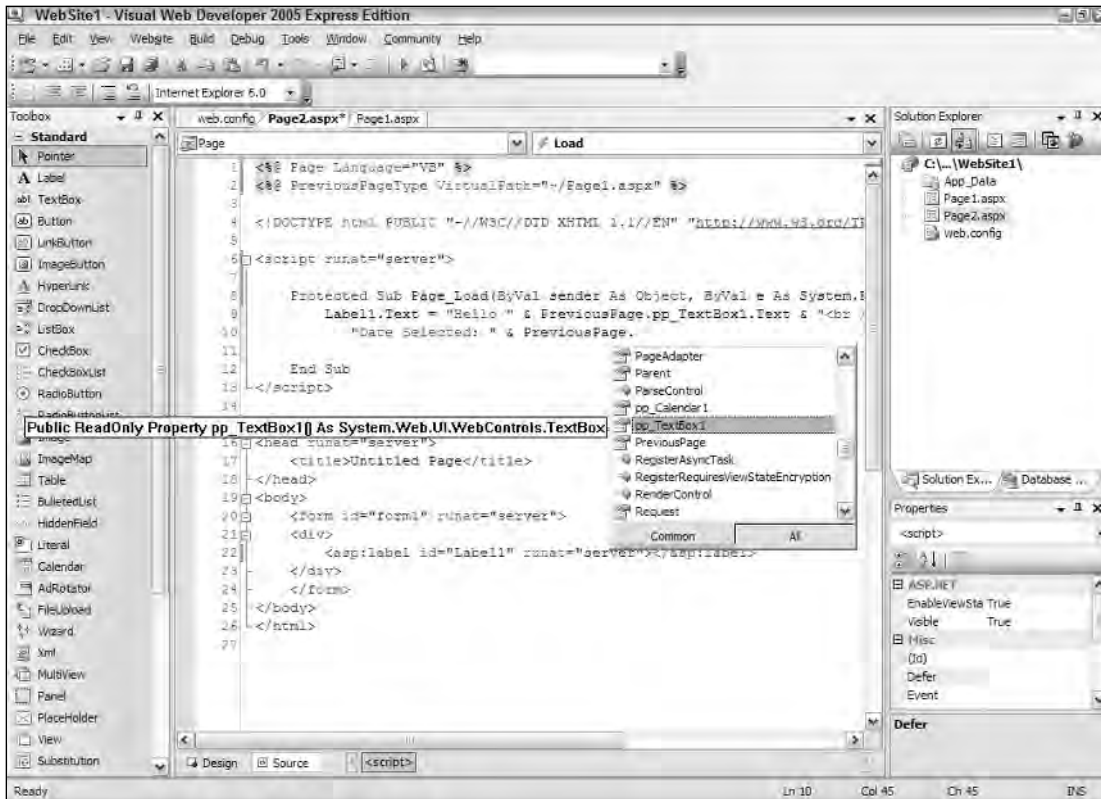 WebSite1 - Visual Web Developer 2005 Express Edition
File Edit View Website Build Debug Tools Window Community Help
Internet Explorer 6.0
Toolbox
Standard
Pointer
Label
TextBox
Button
LinkButton
ImageButton
HyperLink
DropDownList
ListBox
CheckBox
CheckBoxList
RadioButton
RadioButtonList
Image
ImageMap
Table
BulletedList
HiddenField
Literal
Calendar
AdRotator
FileUpload
Wizard
Xml
MultiView
Panel
PlaceHolder
View
Substitution
web.config Page2.aspx* Page1.aspx
Page Load
1 <%@ Page Language="VB" %>
2 <%@ PreviousPageType VirtualPath="~/Page1.aspx" %>
3
4 <!DOCTYPE html PUBLIC "-//W3C//DTD XHTML 1.1//EN" "http://www.w3.org/TR
5
6 <script runat="server">
7
8 Protected Sub Page_Load(ByVal sender As Object, ByVal e As System.E
9 Label1.Text = "Hello " & PreviousPage.pp_TextBox1.Text & "<br /
10 "Date Selected: " & PreviousPage.
11
12 End Sub
13 </script>
14
Public ReadOnly Property pp_TextBox1() As System.Web.UI.WebControls.TextBox
16 <head runat="server">
17 <title>Untitled Page</title>
18 </head>
19 <body>
20 <form id="form1" runat="server">
21 <div>
22 <asp:label id="Label1" runat="server"></asp:label>
23 </div>
24 </form>
25 </body>
26 </html>
27
PageAdapter
Parent
ParseControl
pp_Calendar1
pp_TextBox1
PreviousPage
RegisterAsyncTask
RegisterRequiresViewStateEncryption
RenderControl
Request
Common All
Design Source <script>
Solution Explorer
C:\...\WebSite1\
App_Data
Page1.aspx
Page2.aspx
web.config
Solution Ex... Database ...
Properties
<script>
ASP.NET
EnableViewSta True
Visible True
Misc
(Id)
Defer
Event
Defer
Ready Ln 10 Col 45 Ch 45 INS